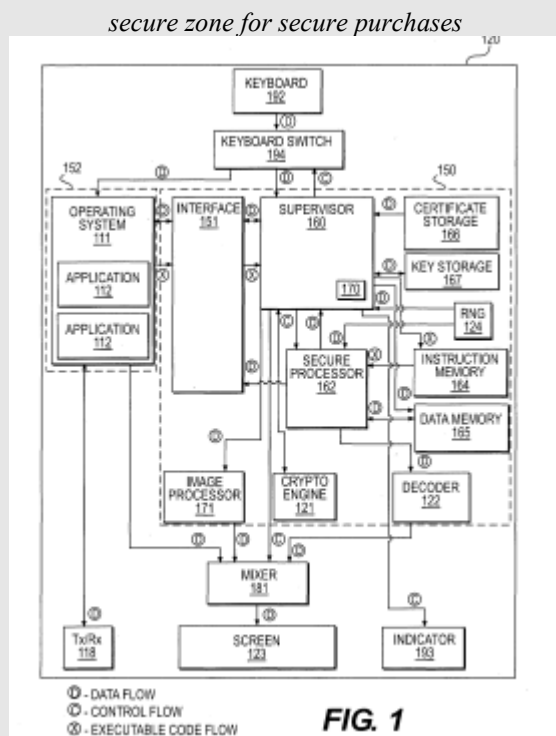 secure zone for secure purchases
120
KEYBOARD
192
D
KEYBOARD SWITCH
194
152
D
D
C
150
OPERATING
SYSTEM
111
APPLICATION
112
APPLICATION
112
D
X
INTERFACE
151
D
X
SUPERVISOR
160
170
D
CERTIFICATE
STORAGE
166
D
KEY STORAGE
167
D
RNG
124
C
D
D
X
SECURE
PROCESSOR
162
X
INSTRUCTION
MEMORY
164
D
D
D
DATA MEMORY
165
D
D
IMAGE
PROCESSOR
171
C
CRYPTO
ENGINE
121
DECODER
122
D
D
C
D
MIXER
181
D
C
D
Tx/Rx
118
SCREEN
123
INDICATOR
193
D - DATA FLOW
C - CONTROL FLOW
X - EXECUTABLE CODE FLOW
FIG. 1